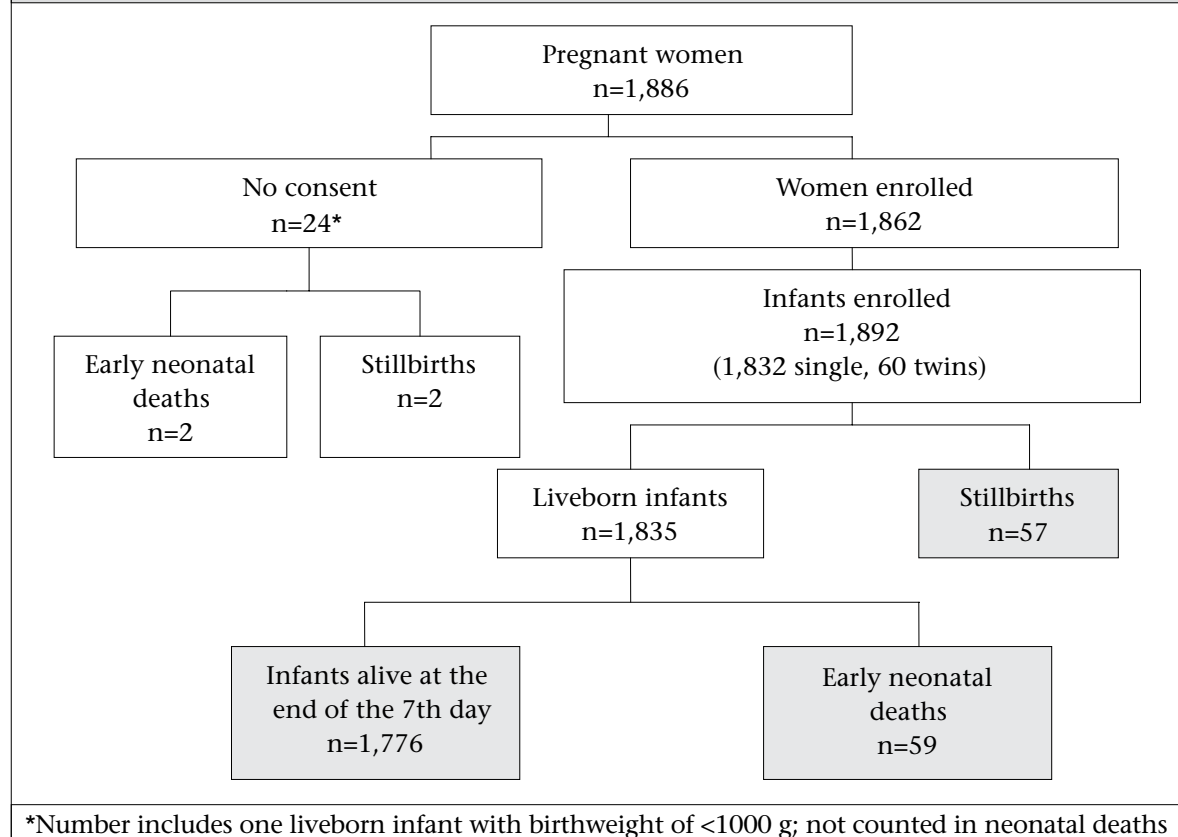 Pregnant women
n=1,886
No consent
n=24*
Women enrolled
n=1,862
Infants enrolled
n=1,892
(1,832 single, 60 twins)
Early neonatal
deaths
n=2
Stillbirths
n=2
Liveborn infants
n=1,835
Stillbirths
n=57
Infants alive at the
end of the 7th day
n=1,776
Early neonatal
deaths
n=59
*Number includes one liveborn infant with birthweight of <1000 g; not counted in neonatal deaths